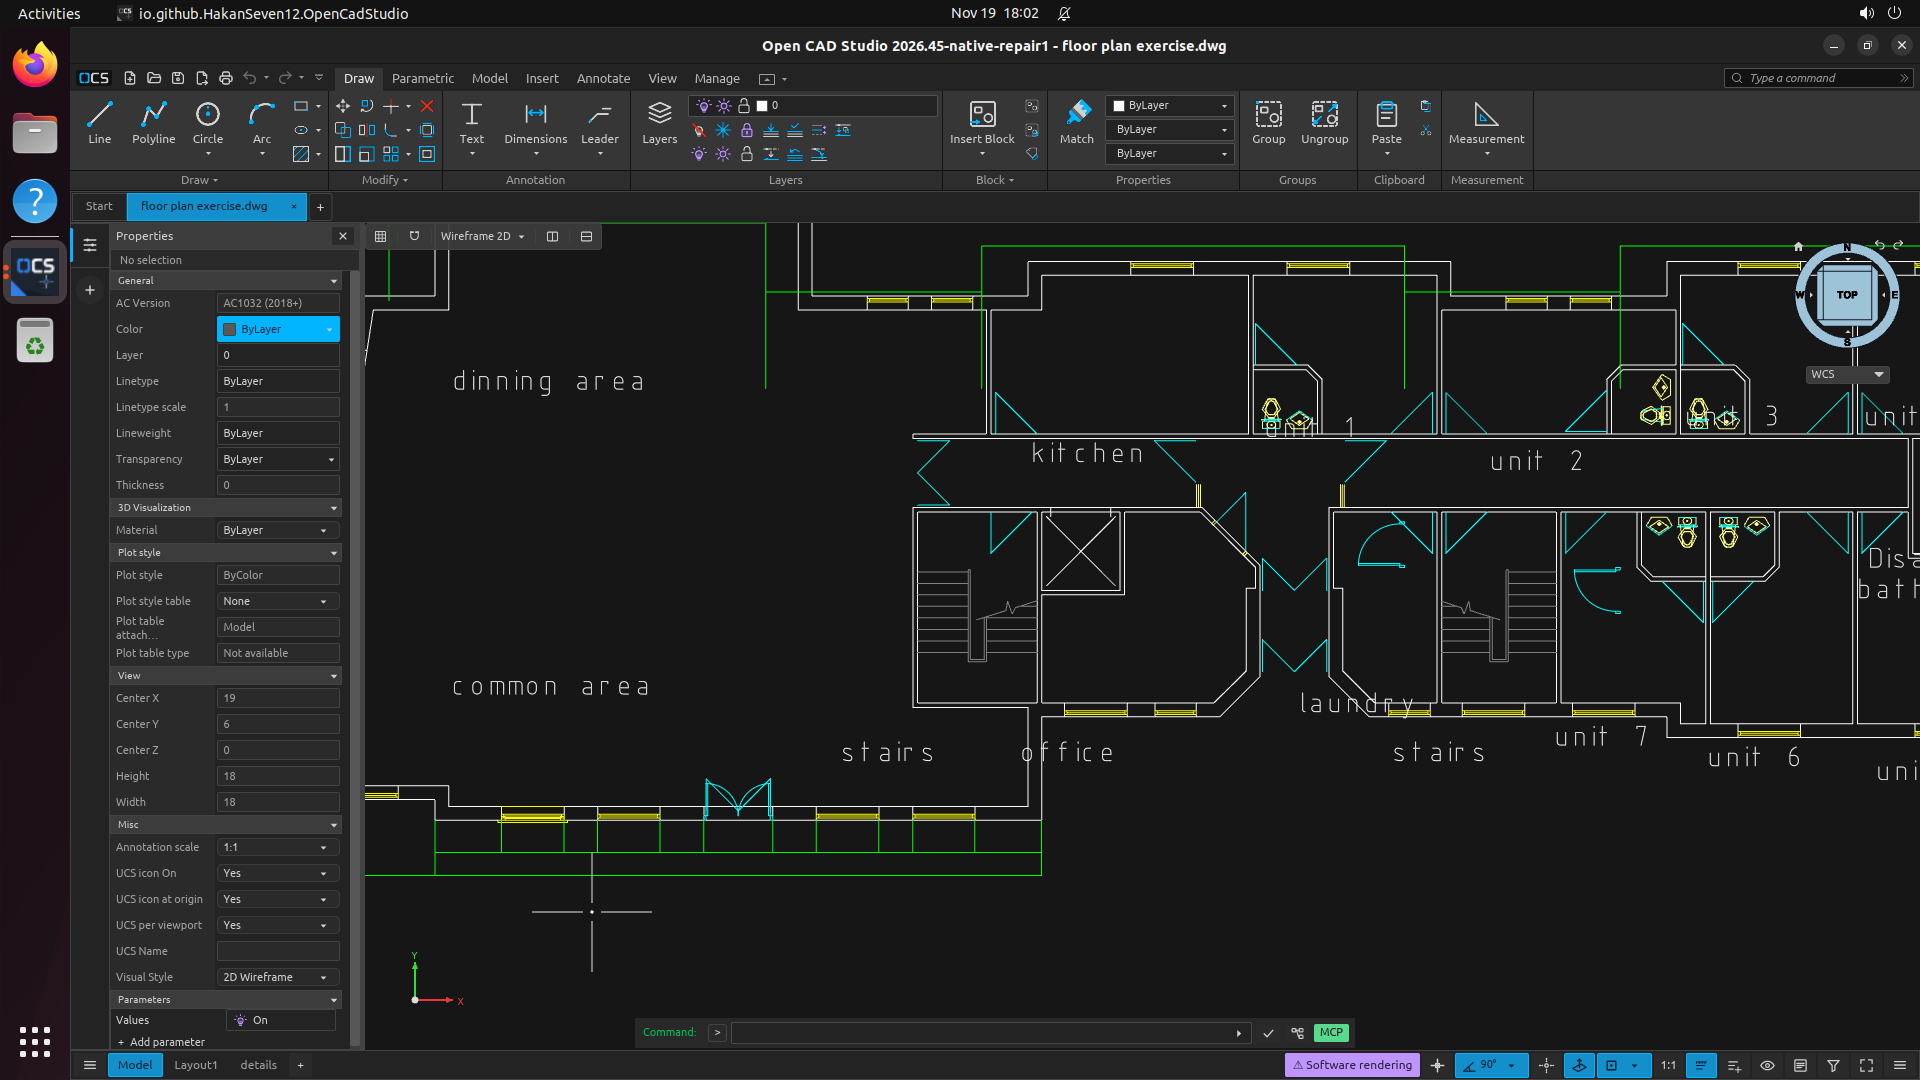 Activities
io.github.HakanSeven12.OpenCadStudio
Nov 19 18:02
Open CAD Studio 2026.45-native-repair1 - floor plan exercise.dwg
OCS
Draw Parametric Model Insert Annotate View Manage
Type a command
Line Polyline Circle Arc
Text Dimensions Leader
Layers
0
Insert Block
Match
ByLayer
ByLayer
ByLayer
Group Ungroup
Paste
Measurement
Draw Modify Annotation Layers Block Properties Groups Clipboard Measurement
Start
floor plan exercise.dwg
Properties
No selection
General
AC Version AC1032 (2018+)
Color ByLayer
Layer 0
Linetype ByLayer
Linetype scale 1
Lineweight ByLayer
Transparency ByLayer
Thickness 0
3D Visualization
Material ByLayer
Plot style
Plot style ByColor
Plot style table None
Plot table attach... Model
Plot table type Not available
View
Center X 19
Center Y 6
Center Z 0
Height 18
Width 18
Misc
Annotation scale 1:1
UCS icon On Yes
UCS icon at origin Yes
UCS per viewport Yes
UCS Name
Visual Style 2D Wireframe
Parameters
Values On
+ Add parameter
Wireframe 2D
N
W TOP E
S
WCS
dinning area
kitchen
1
unit 2
3
unit
common area
stairs
office
laundry
stairs
unit 7
unit 6
Y
X
Command: >
MCP
Model Layout1 details +
Software rendering
90°
1:1